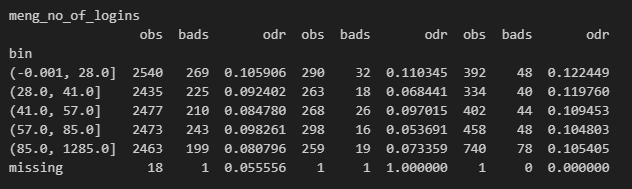 meng_no_of_logins
obs bads odr obs bads odr obs bads odr
bin
(-0.001, 28.0] 2540 269 0.105906 290 32 0.110345 392 48 0.122449
(28.0, 41.0] 2435 225 0.092402 263 18 0.068441 334 40 0.119760
(41.0, 57.0] 2477 210 0.084780 268 26 0.097015 402 44 0.109453
(57.0, 85.0] 2473 243 0.098261 298 16 0.053691 458 48 0.104803
(85.0, 1285.0] 2463 199 0.080796 259 19 0.073359 740 78 0.105405
missing 18 1 0.055556 1 1 1.000000 1 0 0.000000